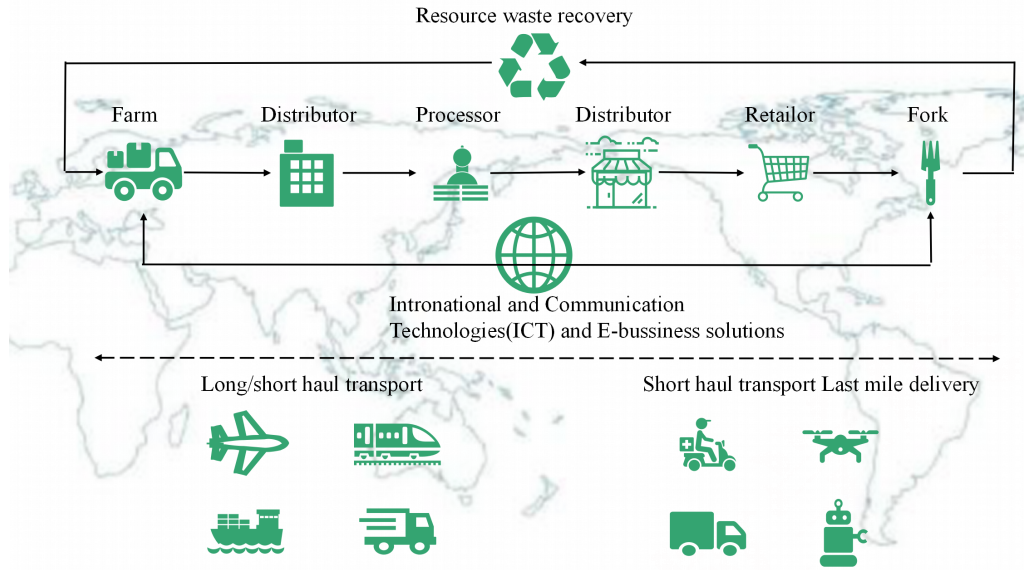 Resource waste recovery
Farm
Distributor
Processor
Distributor
Retailor
Fork
Intronational and Communication
Technologies(ICT) and E-bussiness solutions
Long/short haul transport
Short haul transport Last mile delivery